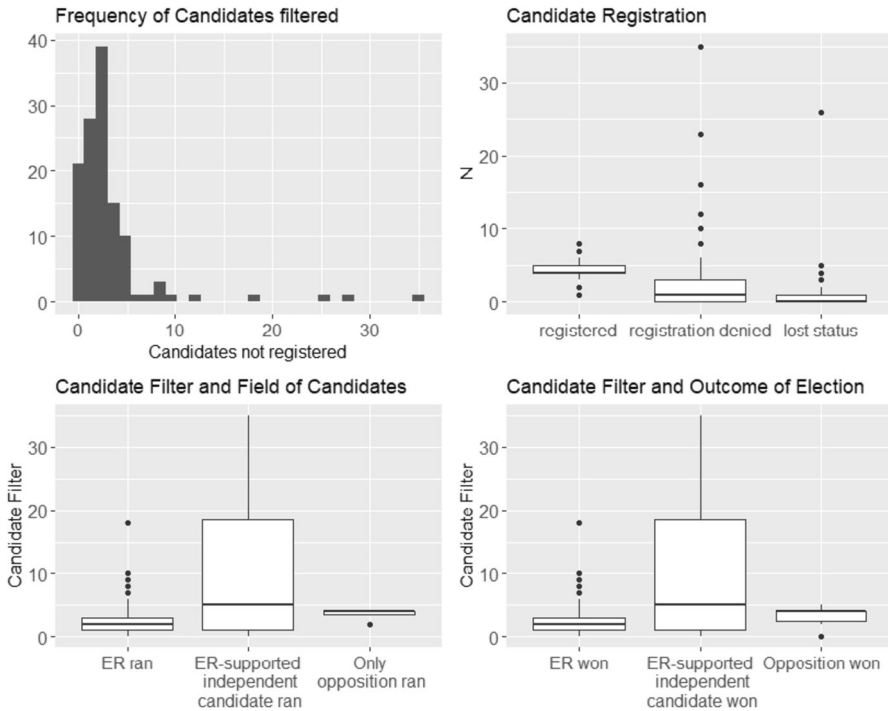 Frequency of Candidates filtered
40
30
20
10
0
0 10 20 30
Candidates not registered
Candidate Registration
N
30
20
10
0
registered registration denied lost status
Candidate Filter and Field of Candidates
Candidate Filter
30
20
10
0
ER ran ER-supported independent candidate ran Only opposition ran
Candidate Filter and Outcome of Election
Candidate Filter
30
20
10
0
ER won ER-supported independent candidate won Opposition won